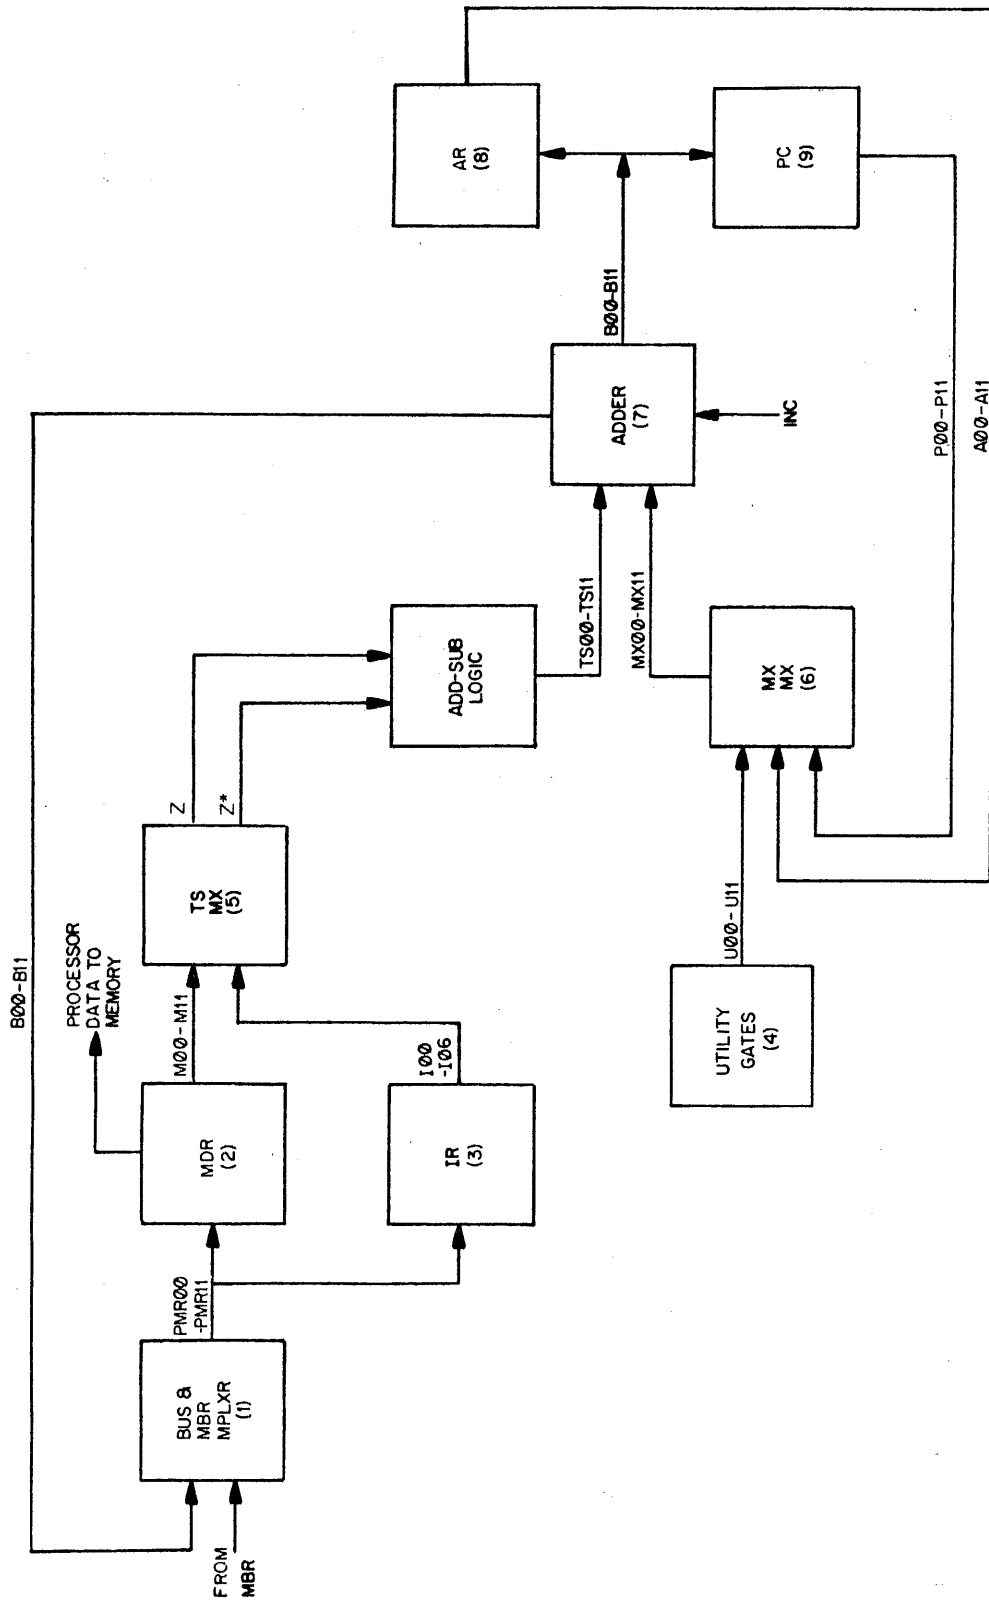 B00-B11
PROCESSOR
DATA TO
MEMORY
FROM
MBR
BUS &
MBR
MPLXR
(1)
PMR00
-PMR11
MDR
(2)
M00-M11
IR
(3)
I00
-I06
TS
MX
(5)
Z
Z*
ADD-SUB
LOGIC
UTILITY
GATES
(4)
U00-U11
MX
MX
(6)
TS00-TS11
MX00-MX11
ADDER
(7)
INC
B00-B11
AR
(8)
PC
(9)
P00-P11
A00-A11